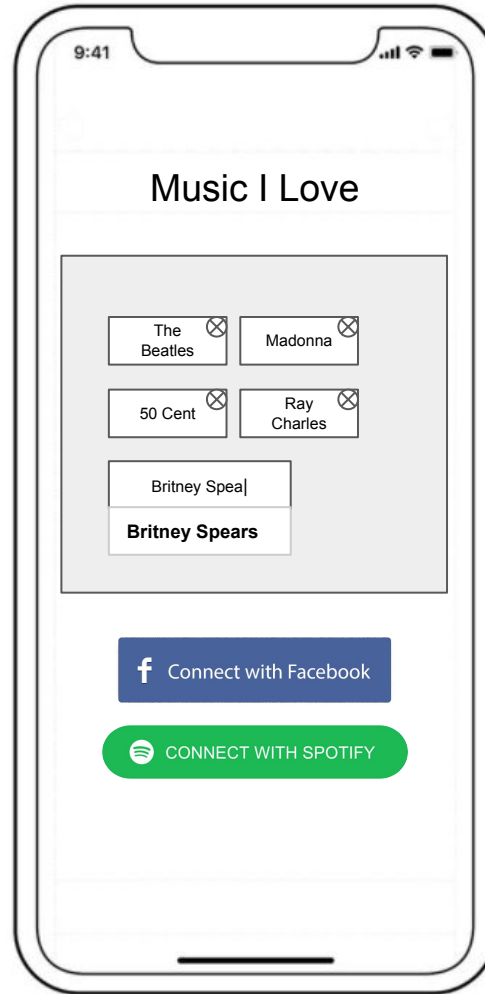 9:41
Music I Love
The
Beatles
Madonna
50 Cent
Ray
Charles
Britney Spea
Britney Spears
f Connect with Facebook
CONNECT WITH SPOTIFY